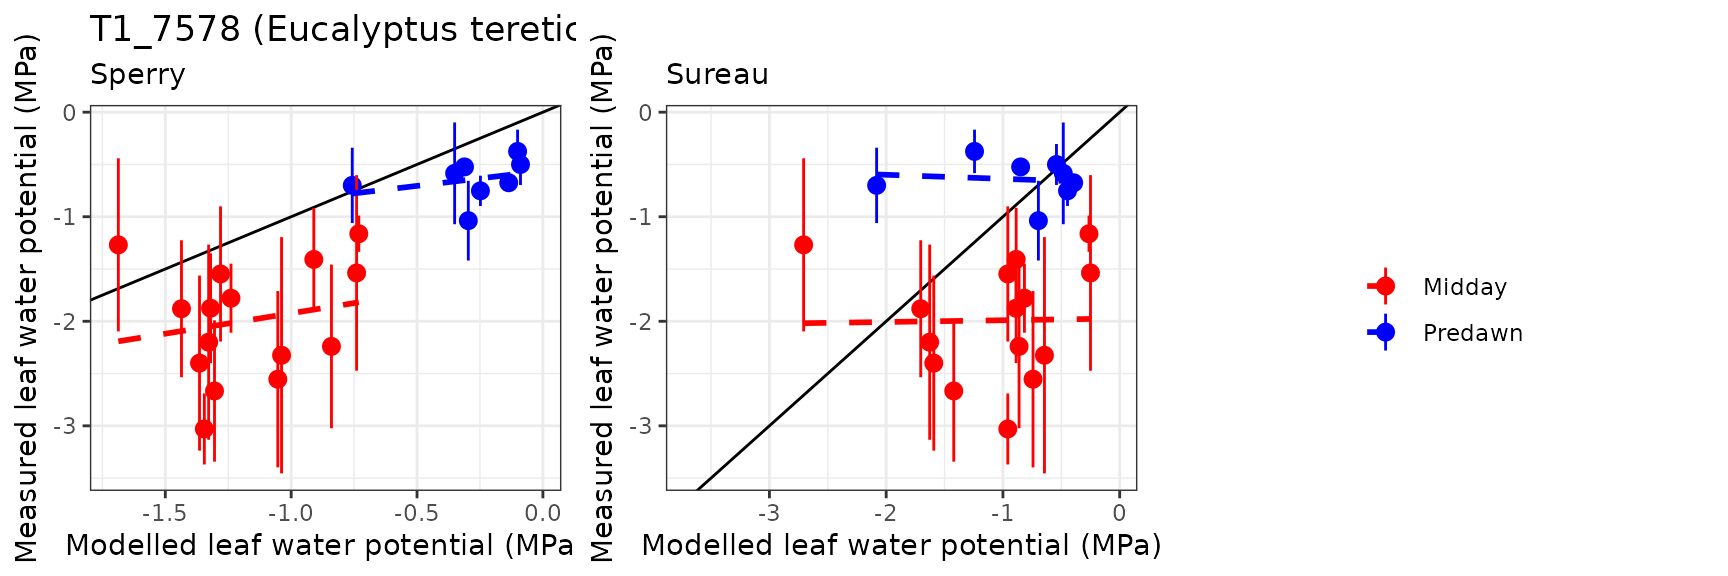 T1_7578 (Eucalyptus teretic
Sperry
Measured leaf water potential (MPa)
0
-1
-2
-3
-1.5
-1.0
-0.5
0.0
Modelled leaf water potential (MPa
Sureau
Measured leaf water potential (MPa)
0
-1
-2
-3
-3
-2
-1
0
Modelled leaf water potential (MPa)
Midday
Predawn